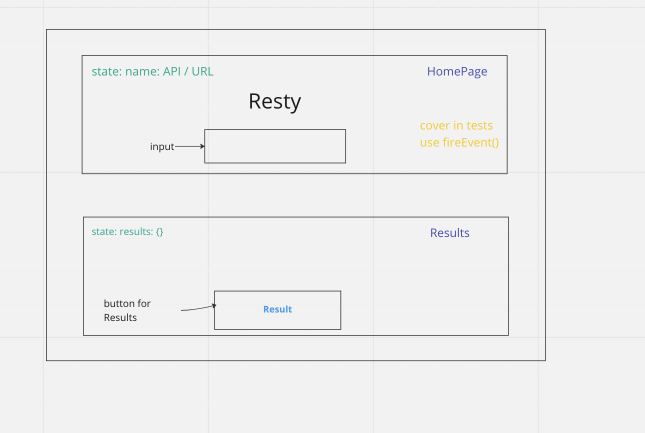 state: name: API / URL
HomePage
Resty
cover in tests
use fireEvent()
input
state: results: {}
Results
button for
Results
Result